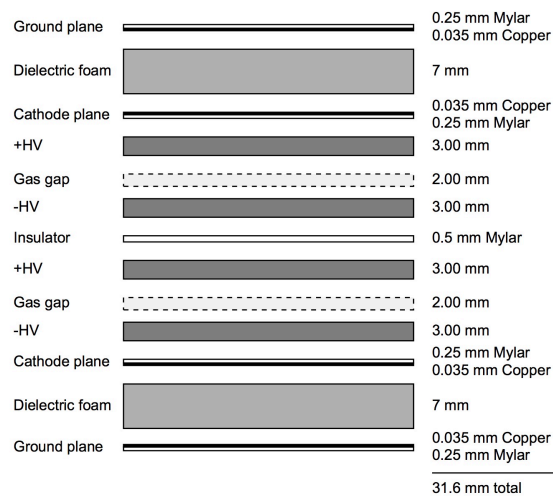 Ground plane
0.25 mm Mylar
0.035 mm Copper
Dielectric foam
7 mm
Cathode plane
0.035 mm Copper
0.25 mm Mylar
+HV
3.00 mm
Gas gap
2.00 mm
-HV
3.00 mm
Insulator
0.5 mm Mylar
+HV
3.00 mm
Gas gap
2.00 mm
-HV
3.00 mm
Cathode plane
0.25 mm Mylar
0.035 mm Copper
Dielectric foam
7 mm
Ground plane
0.035 mm Copper
0.25 mm Mylar
31.6 mm total